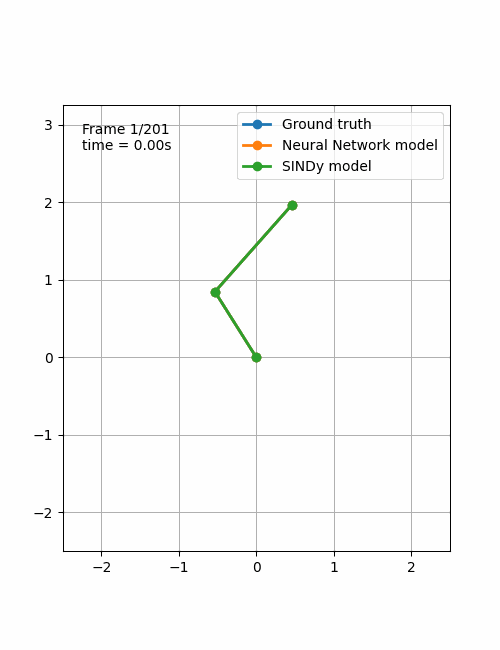 Frame 1/201
time = 0.00s
Ground truth
Neural Network model
SINDy model
3
2
1
0
−1
−2
−2
−1
0
1
2